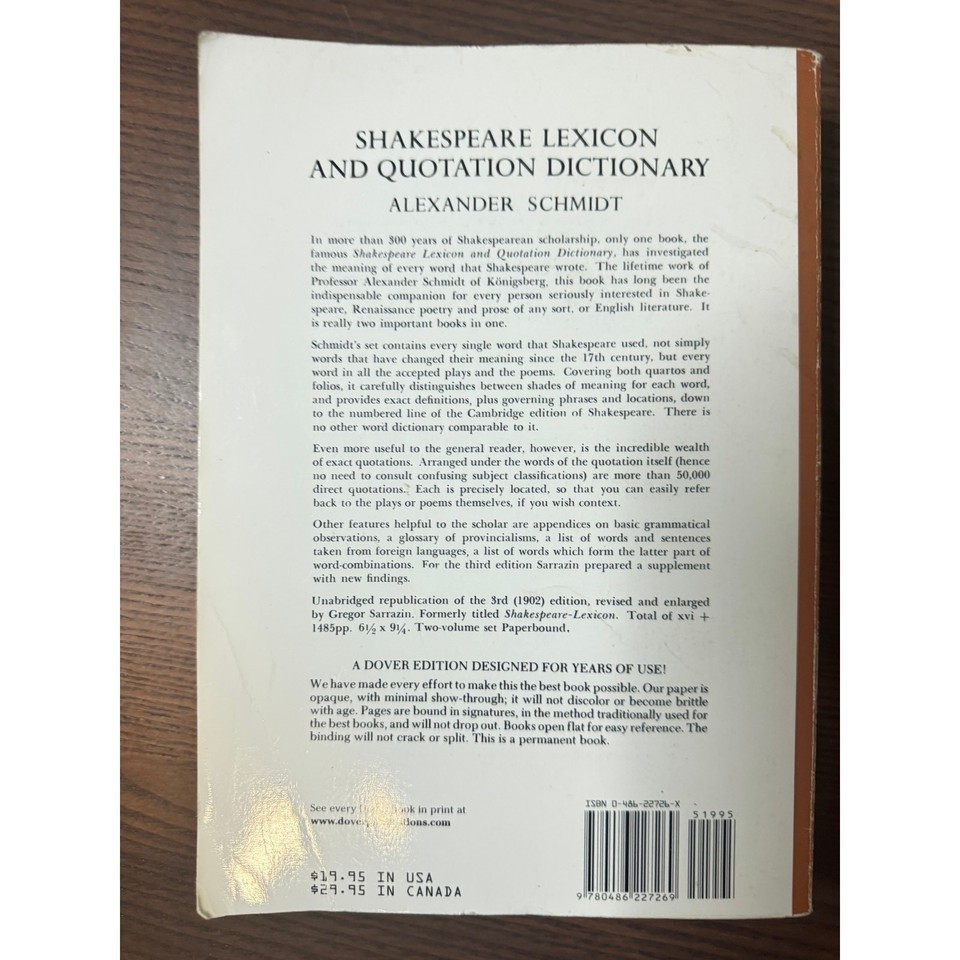 SHAKESPEARE LEXICON
AND QUOTATION DICTIONARY
ALEXANDER SCHMIDT
In more than 300 years of Shakespearean scholarship, only one book, the
famous Shakespeare Lexicon and Quotation Dictionary, has investigated
the meaning of every word that Shakespeare wrote. The lifetime work of
Professor Alexander Schmidt of Königsberg, this book has long been the
indispensable companion for every person seriously interested in Shake-
speare, Renaissance poetry and prose of any sort, or English literature. It
is really two important books in one.
Schmidt's set contains every single word that Shakespeare used, not simply
words that have changed their meaning since the 17th century, but every
word in all the accepted plays and the poems. Covering both quartos and
folios, it carefully distinguishes between shades of meaning for each word,
and provides exact definitions, plus governing phrases and locations, down
to the numbered line of the Cambridge edition of Shakespeare. There is
no other word dictionary comparable to it.
Even more useful to the general reader, however, is the incredible wealth
of exact quotations. Arranged under the words of the quotation itself (hence
no need to consult confusing subject classifications) are more than 50,000
direct quotations. Each is precisely located, so that you can easily refer
back to the plays or poems themselves, if you wish context.
Other features helpful to the scholar are appendices on basic grammatical
observations, a glossary of provincialisms, a list of words and sentences
taken from foreign languages, a list of words which form the latter part of
word-combinations. For the third edition Sarrazin prepared a supplement
with new findings.
Unabridged republication of the 3rd (1902) edition, revised and enlarged
by Gregor Sarrazin. Formerly titled Shakespeare-Lexicon. Total of xvi +
1485pp. 6½ x 9¼. Two-volume set Paperbound.
A DOVER EDITION DESIGNED FOR YEARS OF USE!
We have made every effort to make this the best book possible. Our paper is
opaque, with minimal show-through; it will not discolor or become brittle
with age. Pages are bound in signatures, in the method traditionally used for
the best books, and will not drop out. Books open flat for easy reference. The
binding will not crack or split. This is a permanent book.
See every in print at
$19.95 IN USA
$29.95 IN CANADA
ISBN 0-486-22726-X
51995
9 780486 227269